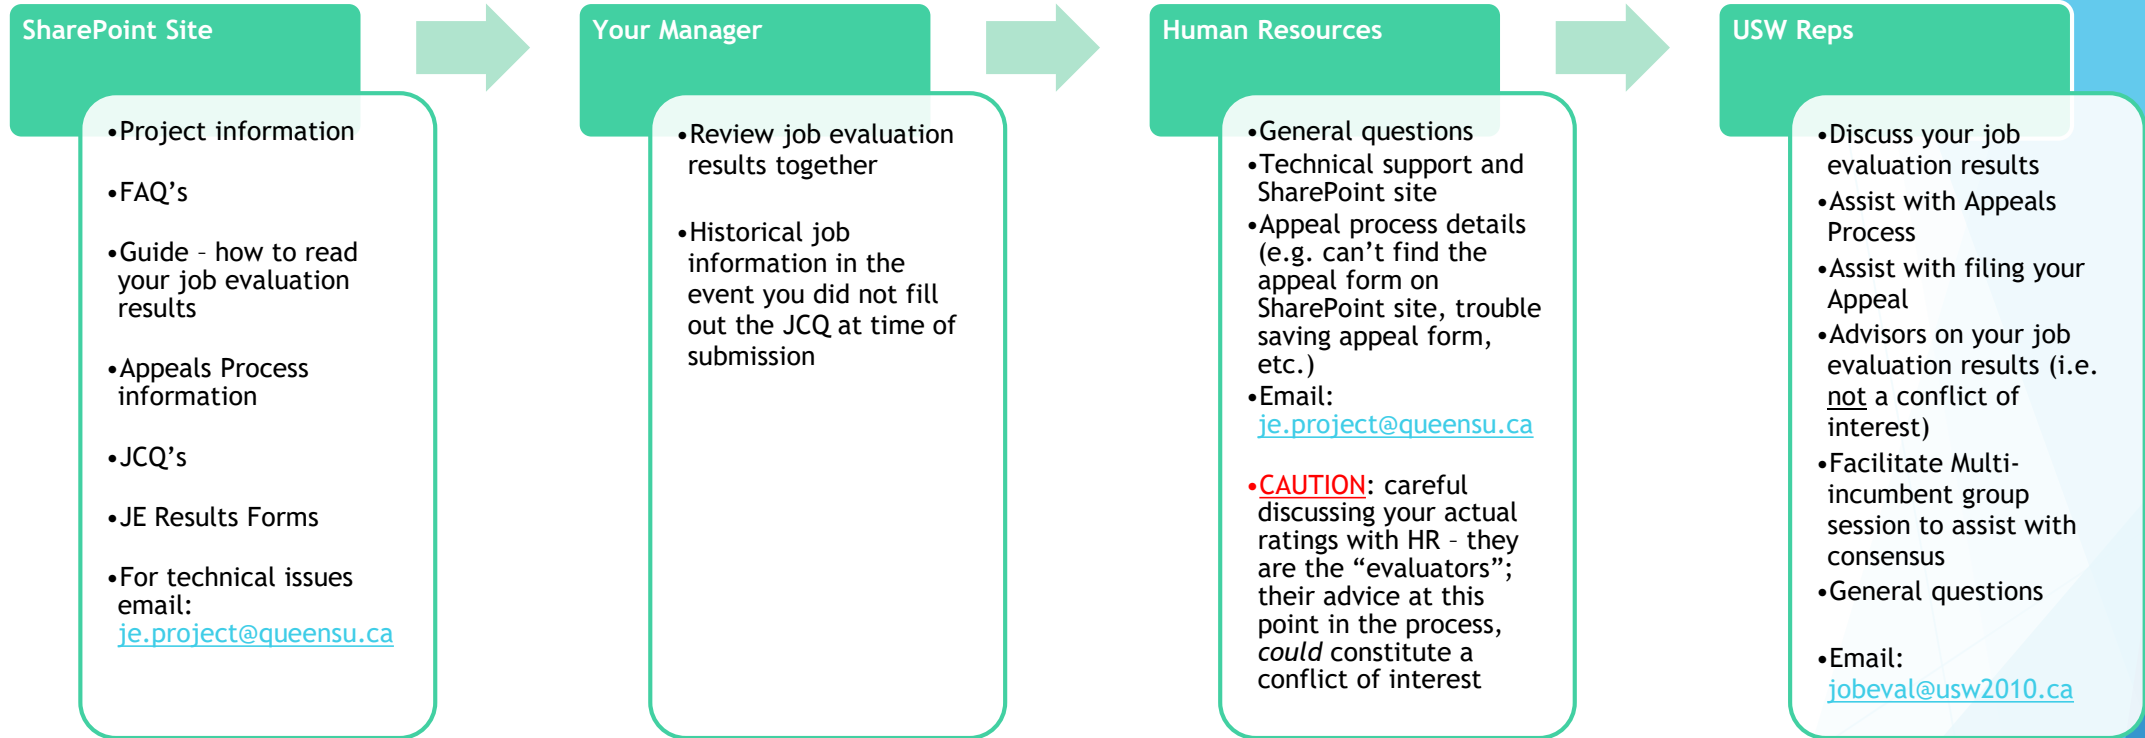 SharePoint Site
•Project information
•FAQ’s
•Guide – how to read
your job evaluation
results
•Appeals Process
information
•JCQ’s
•JE Results Forms
•For technical issues
email:
je.project@queensu.ca
Your Manager
•Review job evaluation
results together
•Historical job
information in the
event you did not fill
out the JCQ at time of
submission
Human Resources
•General questions
•Technical support and
SharePoint site
•Appeal process details
(e.g. can’t find the
appeal form on
SharePoint site, trouble
saving appeal form,
etc.)
•Email:
je.project@queensu.ca
•CAUTION: careful
discussing your actual
ratings with HR – they
are the “evaluators”;
their advice at this
point in the process,
could constitute a
conflict of interest
USW Reps
•Discuss your job
evaluation results
•Assist with Appeals
Process
•Assist with filing your
Appeal
•Advisors on your job
evaluation results (i.e.
not a conflict of
interest)
•Facilitate Multi-
incumbent group
session to assist with
consensus
•General questions
•Email:
jobeval@usw2010.ca